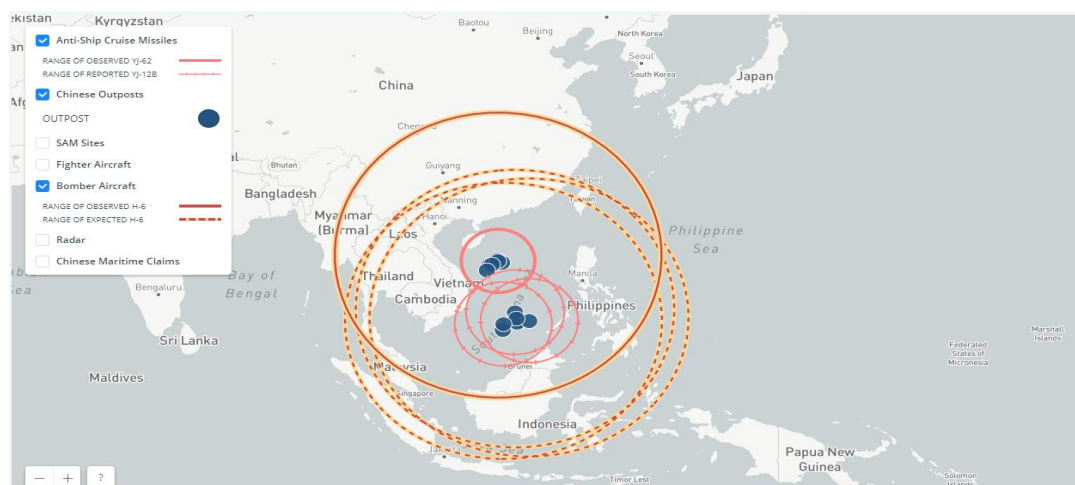 Kyrgyzstan
Baotou
Beijing
North Korea
Anti-Ship Cruise Missiles
Seoul
RANGE OF OBSERVED YJ-62
RANGE OF REPORTED YJ-12B
South Korea
Japan
China
Chinese Outposts
OUTPOST
SAM Sites
Guiyang
Bhutan
Fighter Aircraft
Taipei
Bomber Aircraft
Bangladesh
Taiwan
RANGE OF OBSERVED H-6
Myanmar
(Burma)
Hanoi
RANGE OF EXPECTED H-6
Laos
Philippine
Sea
Radar
Chinese Maritime Claims
Bay of
Bengal
Thailand
Vietnam
Manila
Bengaluru
Cambodia
Philippines
Sri Lanka
Marshall
Islands
Federated
States of
Micronesia
Malaysia
Brunei
Maldives
Singapore
Indonesia
Papua New
Guinea
Timor Lest
Solomon
Islands
− + ?